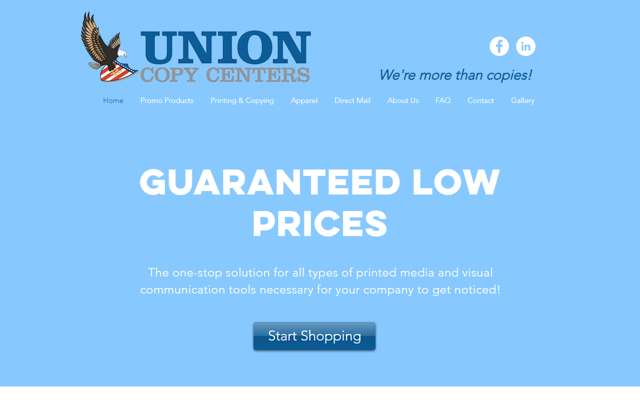 UNION
COPY CENTERS
We're more than copies!
Home Promo Products Printing & Copying Apparel Direct Mail About Us FAQ Contact Gallery
GUARANTEED LOW
PRICES
The one-stop solution for all types of printed media and visual
communication tools necessary for your company to get noticed!
Start Shopping